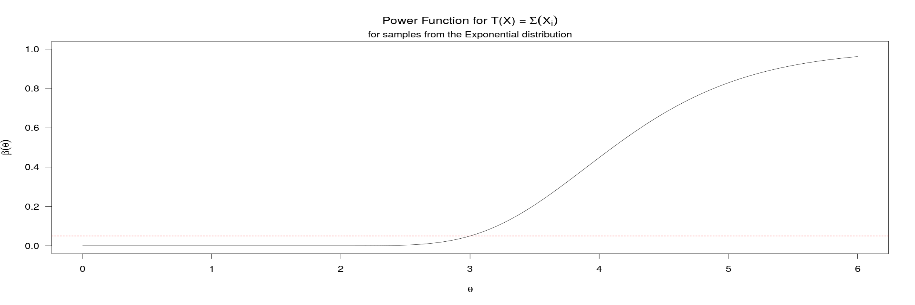 Power Function for T(X) = Σ(Xᵢ)
for samples from the Exponential distribution
1.0
0.8
0.6
0.4
0.2
0.0
β(θ)
0 1 2 3 4 5 6
θ